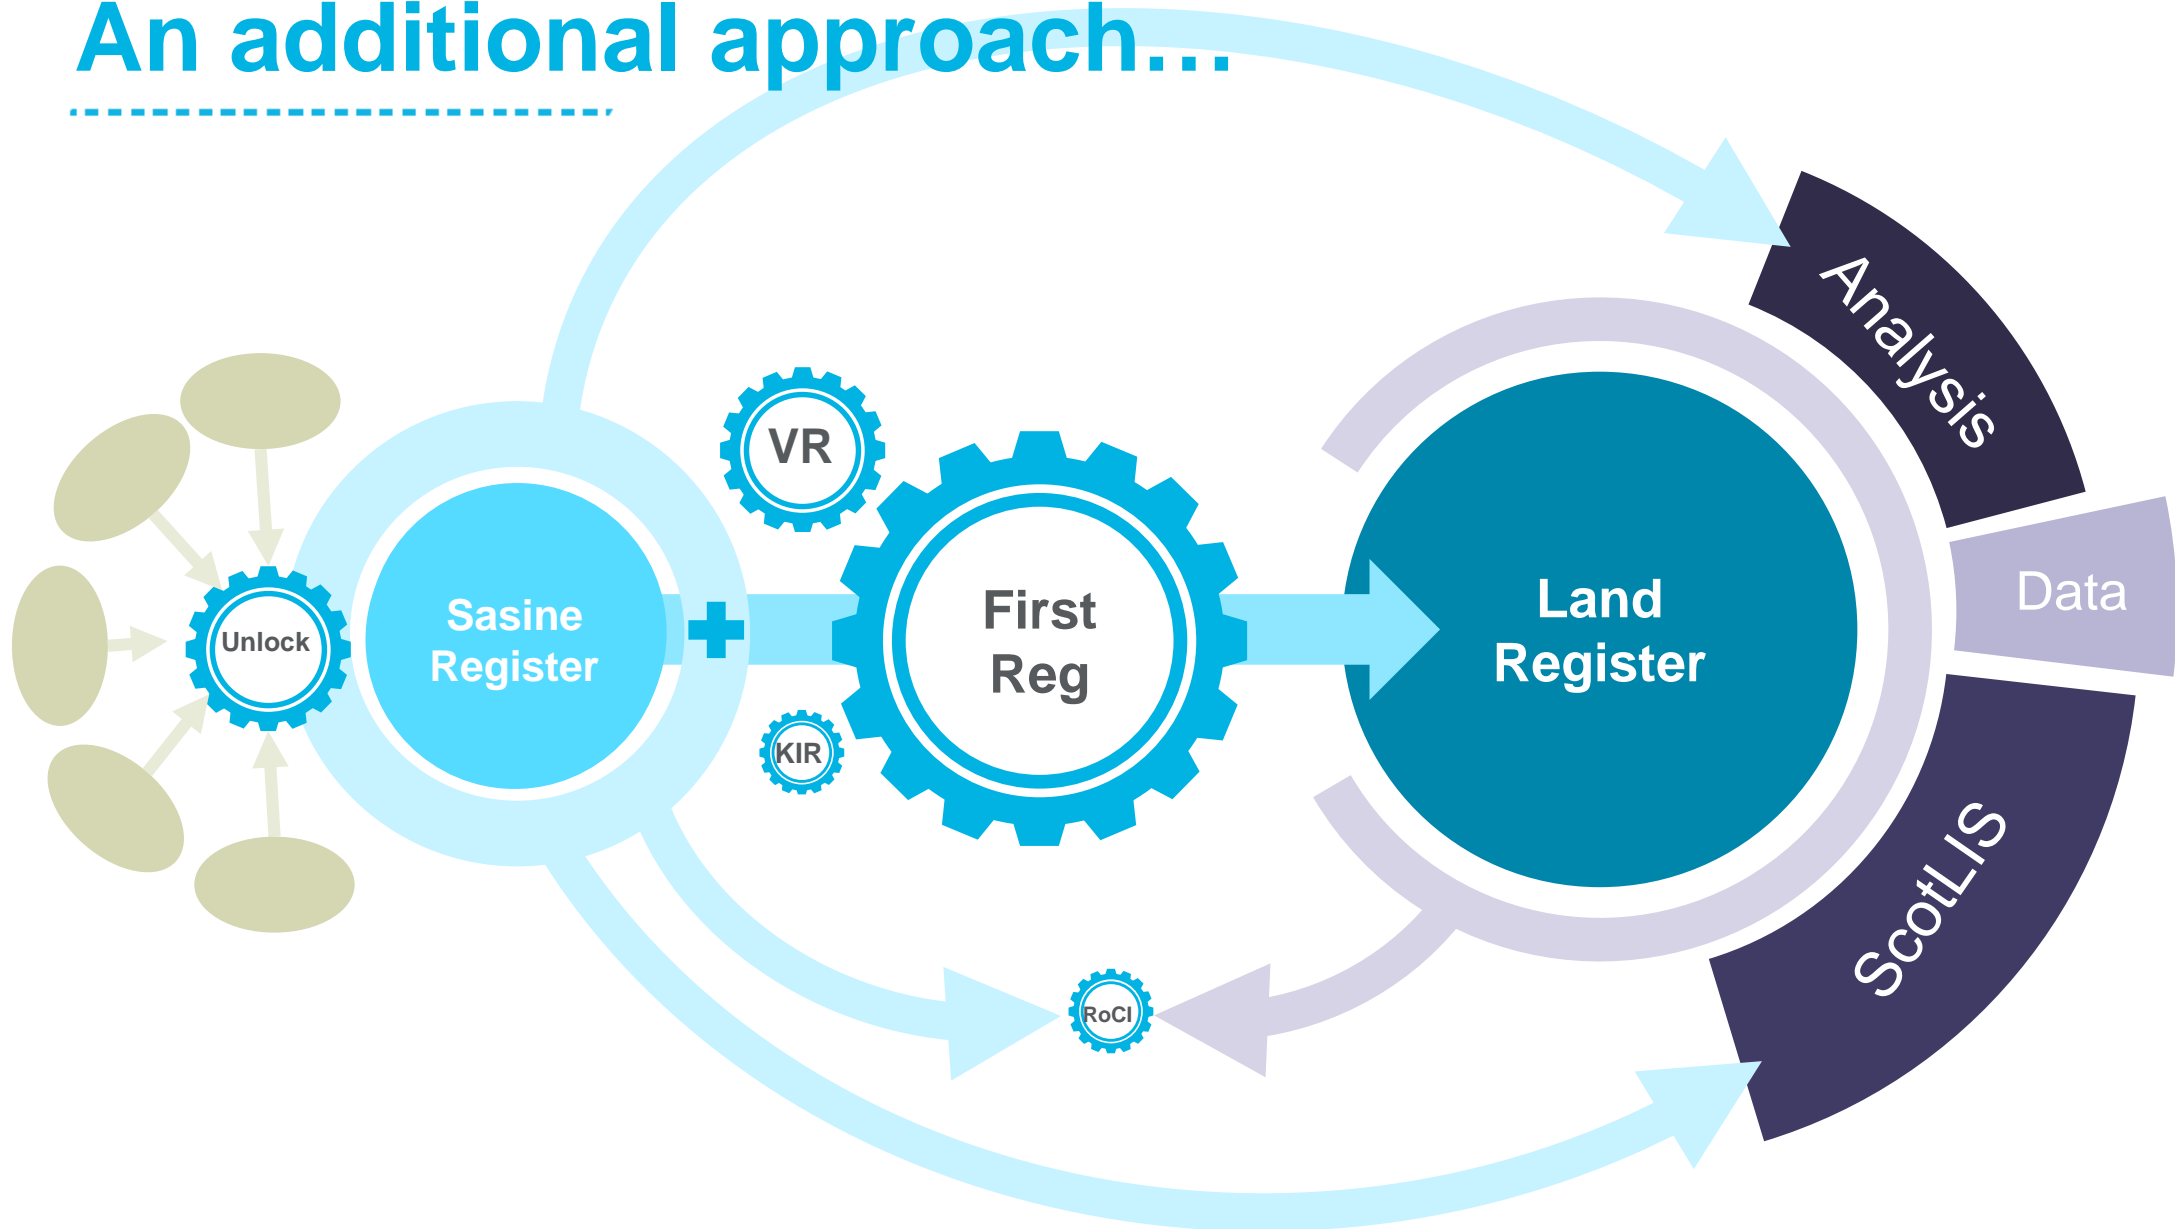 An additional approach...
Analysis
VR
Data
First
Reg
Land
Register
Sasine
Register
Unlock
KIR
ScotLIS
RoCI